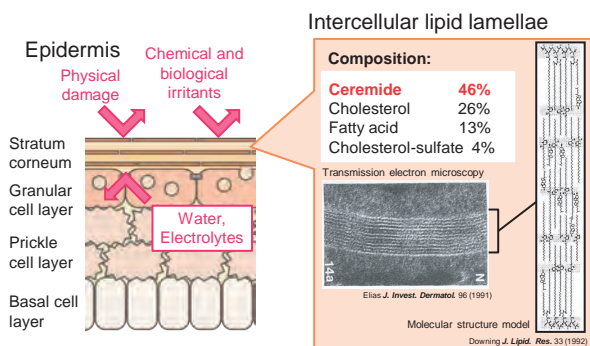 Intercellular lipid lamellae
Epidermis
Physical
damage
Chemical and
biological
irritants
Stratum
corneum
Granular
cell layer
Prickle
cell layer
Basal cell
layer
Water,
Electrolytes
Composition:
Ceremide 46%
Cholesterol 26%
Fatty acid 13%
Cholesterol-sulfate 4%
Transmission electron microscopy
14a
N
Elias J. Invest. Dermatol. 96 (1991)
Molecular structure model
Downing J. Lipid. Res. 33 (1992)